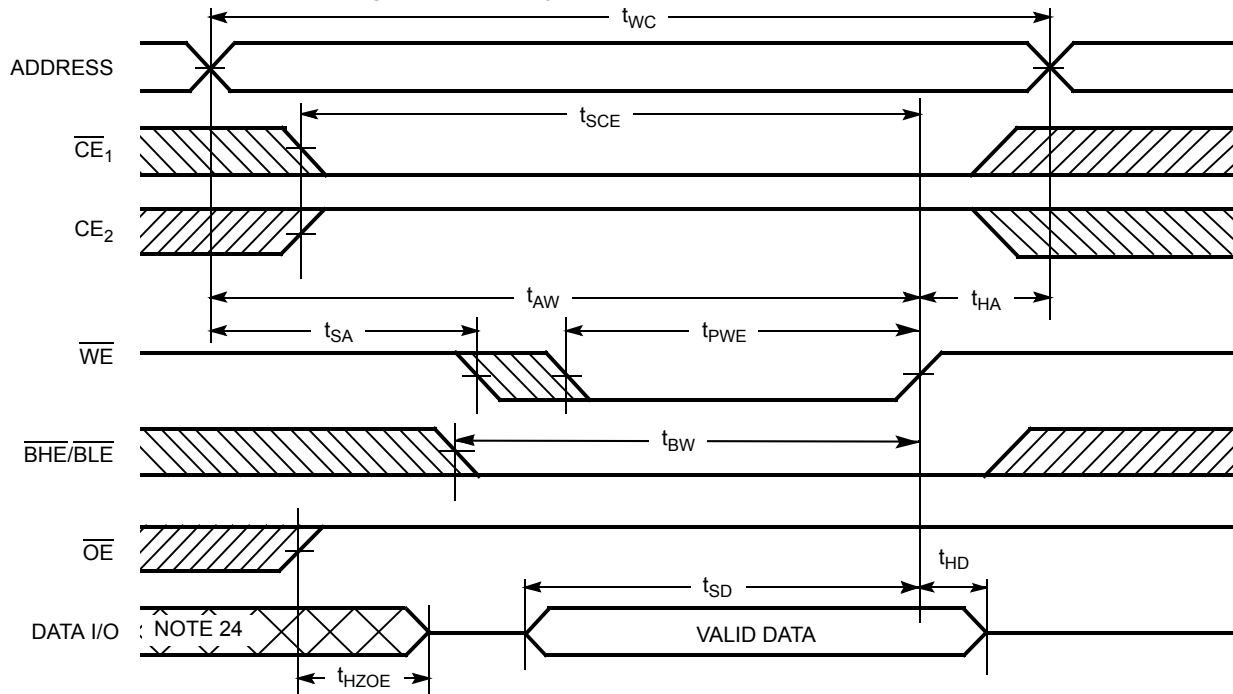 tWC
ADDRESS
tSCE
CE1
CE2
tAW
tHA
tSA
tPWE
WE
tBW
BHE/BLE
OE
tHD
tSD
DATA I/O
NOTE 24
VALID DATA
tHZOE